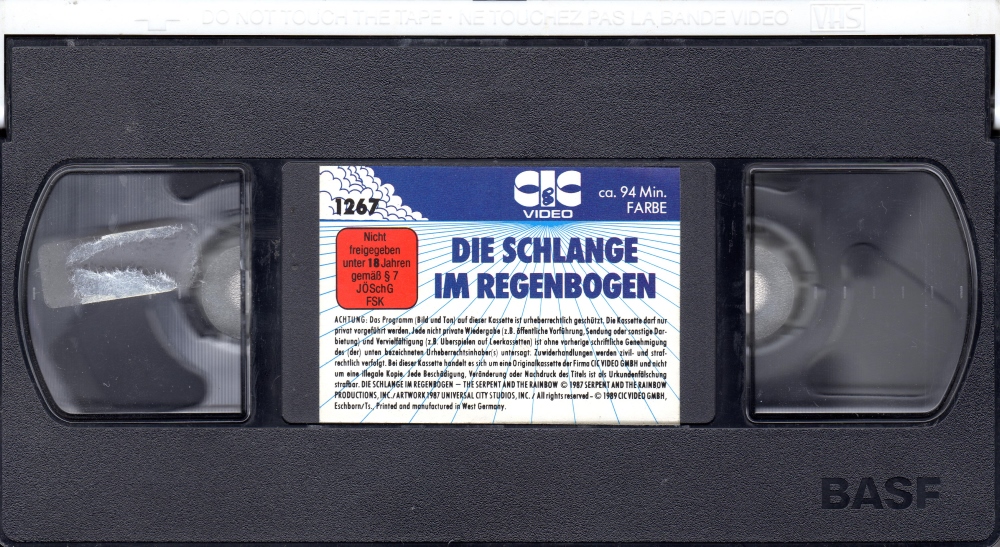 DO NOT TOUCH THE TAPE · NE TOUCHEZ PAS LA BANDE VIDEO VHS
CIC
VIDEO
ca. 94 Min.
FARBE
1267
Nicht
freigegeben
unter 18 Jahren
gemäß § 7
JÖSchG
FSK
DIE SCHLANGE
IM REGENBOGEN
ACHTUNG: Das Programm (Bild und Ton) auf dieser Kassette ist urheberrechtlich geschützt. Die Kassette darf nur
privat vorgeführt werden. Jede nicht private Wiedergabe (z.B. öffentliche Vorführung, Sendung oder sonstige Dar-
bietung) und Vervielfältigung (z.B. Überspielen auf Leerkassetten) ist ohne vorherige schriftliche Genehmigung
des (der) unten bezeichneten Urheberrechtsinhaber(s) untersagt. Zuwiderhandlungen werden zivil- und straf-
rechtlich verfolgt. Bei dieser Kassette handelt es sich um eine Originalkassette der Firma CIC VIDEO GMBH und nicht
um eine illegale Kopie. Jede Beschädigung, Veränderung oder Nachdruck des Titels ist als Urkundenfälschung
strafbar. DIE SCHLANGE IM REGENBOGEN – THE SERPENT AND THE RAINBOW © 1987 SERPENT AND THE RAINBOW
PRODUCTIONS, INC./ARTWORK 1987 UNIVERSAL CITY STUDIOS, INC. / All rights reserved – © 1989 CIC VIDEO GMBH,
Eschborn/Ts., Printed and manufactured in West Germany.
BASF